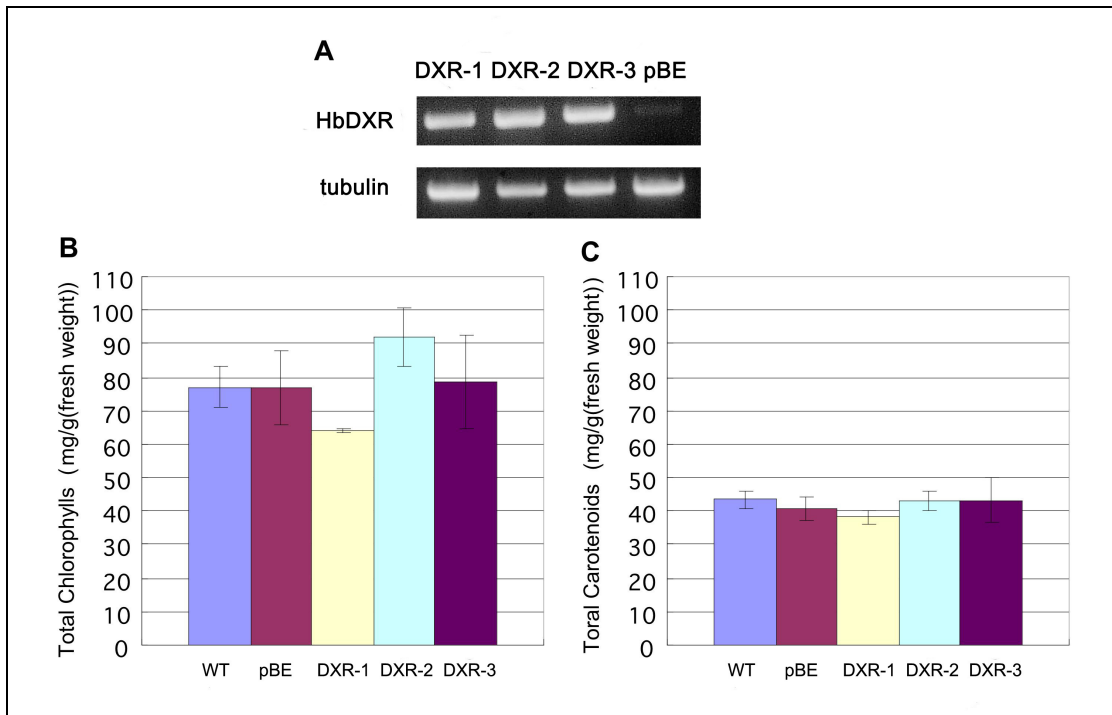 A
DXR-1 DXR-2 DXR-3 pBE
HbDXR
tubulin
B
Total Chlorophylls (mg/g(fresh weight))
110
100
90
80
70
60
50
40
30
20
10
0
WT pBE DXR-1 DXR-2 DXR-3
C
Toral Carotenoids (mg/g(fresh weight))
110
100
90
80
70
60
50
40
30
20
10
0
WT pBE DXR-1 DXR-2 DXR-3